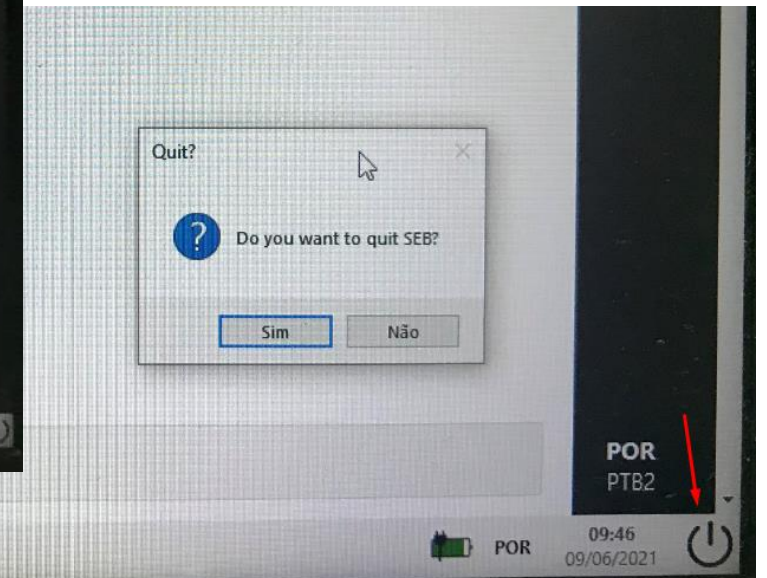 Quit?
Do you want to quit SEB?
Sim
Não
POR
PTB2
POR
09:46
09/06/2021